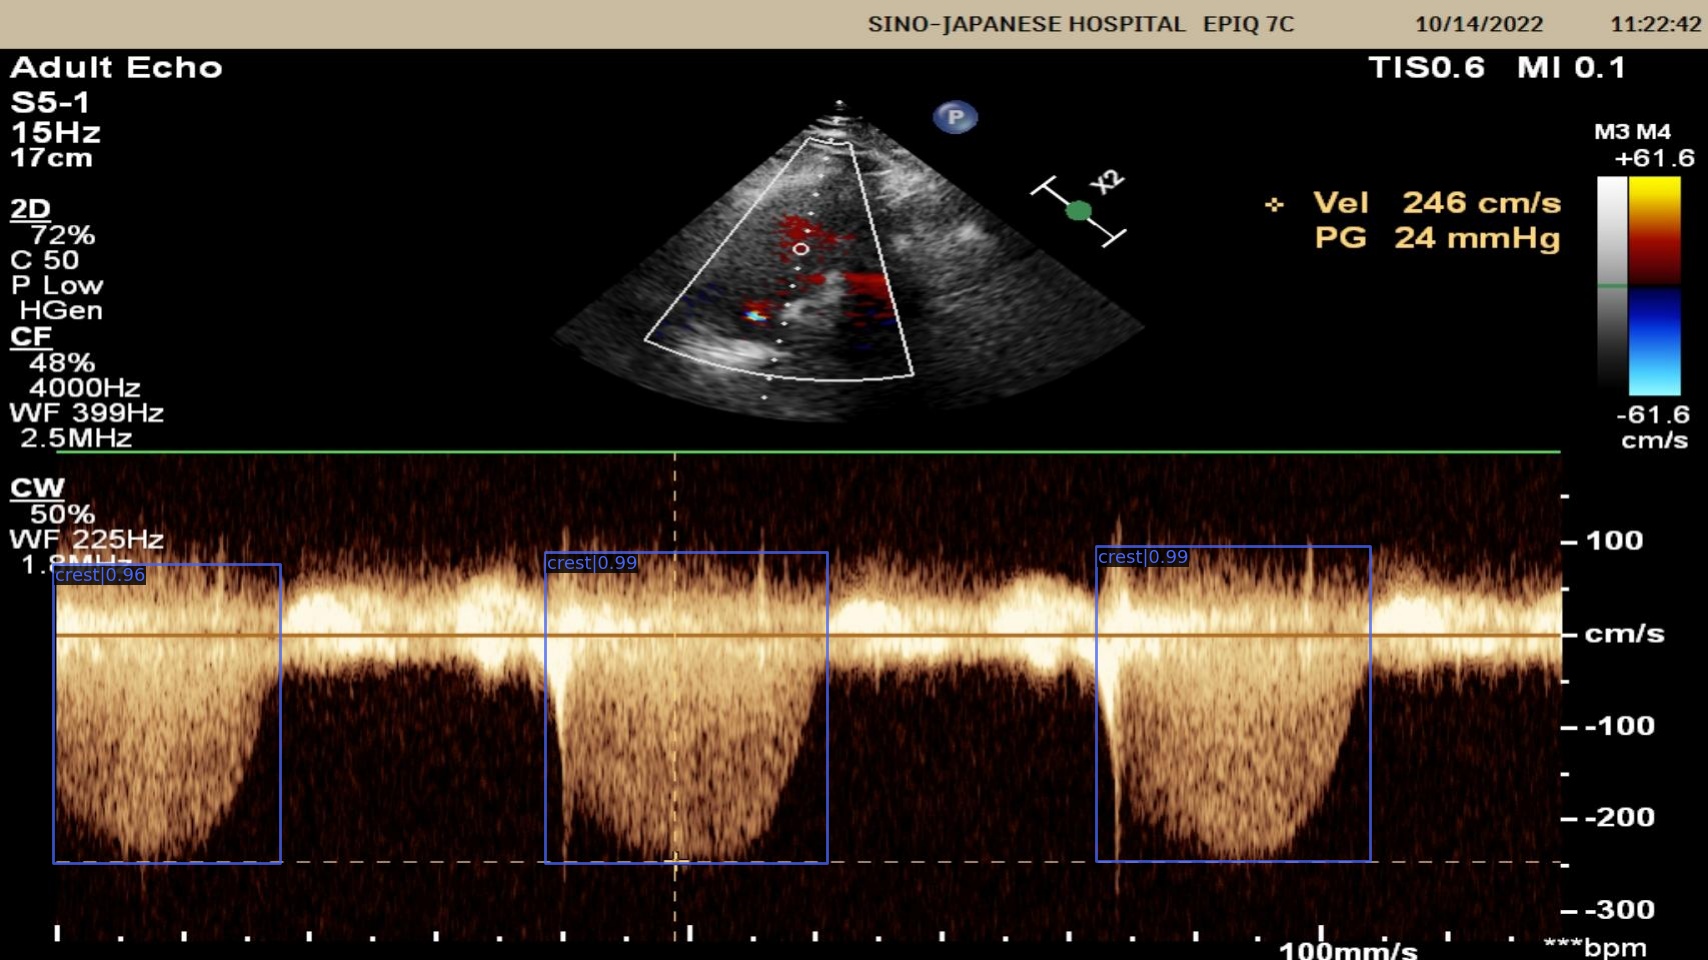 SINO-JAPANESE HOSPITAL EPIQ 7C 10/14/2022 11:22:42
Adult Echo
TIS0.6 MI 0.1
S5-1
15Hz
17cm
2D
72%
C 50
P Low
HGen
CF
48%
4000Hz
WF 399Hz
2.5MHz
P
X2
Vel 246 cm/s
PG 24 mmHg
M3 M4
+61.6
-61.6
cm/s
CW
50%
WF 225Hz
1.8MHz
crest|0.96
crest|0.99
crest|0.99
100
cm/s
-100
-200
-300
100mm/s
***bpm